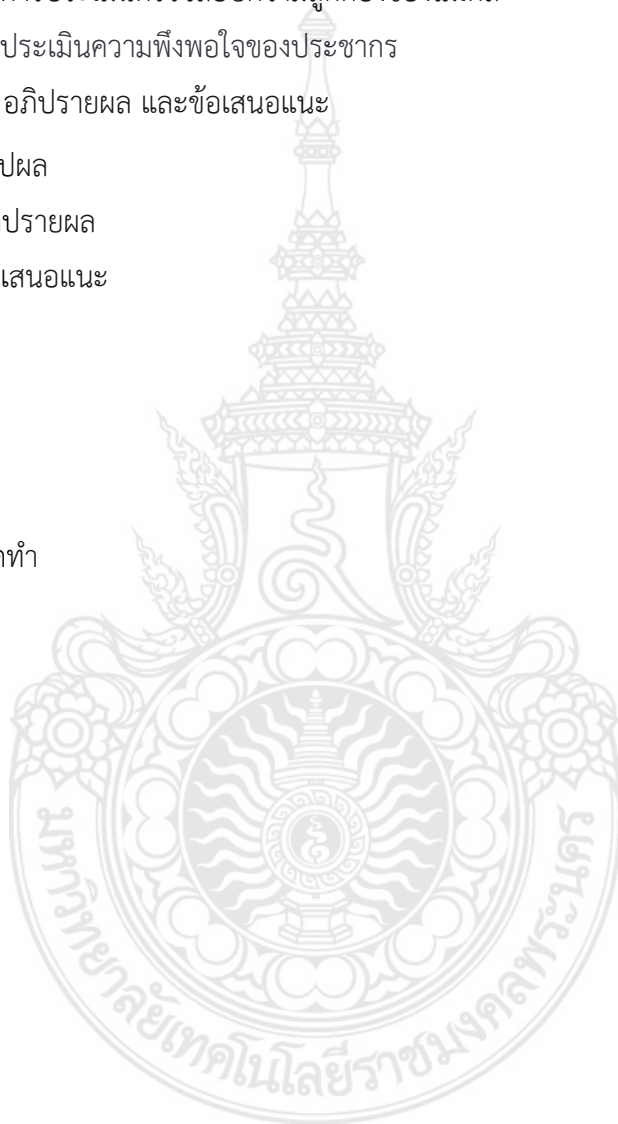 ประเมินความพึงพอใจของประชากร
อภิปรายผล และข้อเสนอแนะ
ปผล
ปรายผล
เสนอแนะ
ทำ
มหาวิทยาลัยเทคโนโลยีราชมงคลพระนคร